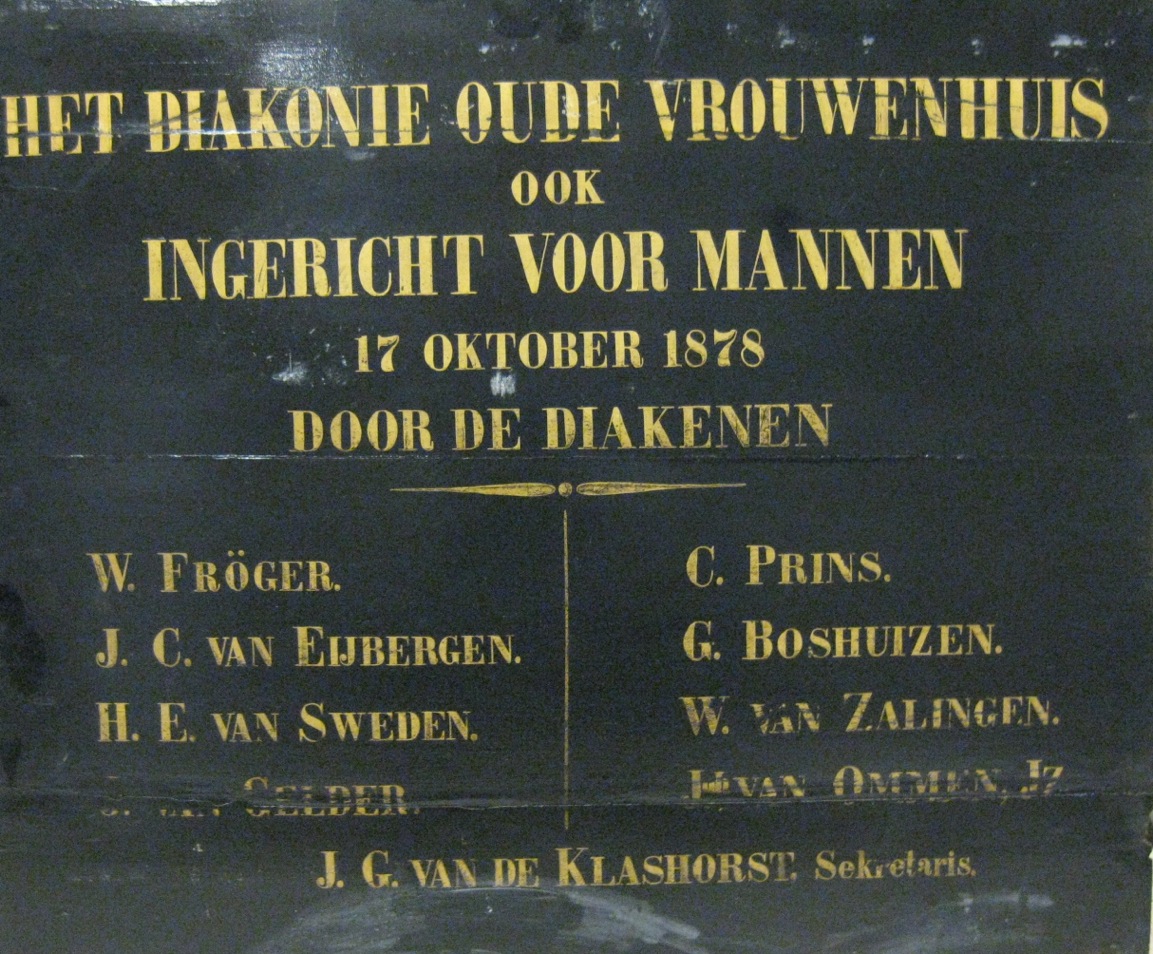 HET DIAKONIE OUDE VROUWENHUIS
OOK
INGERICHT VOOR MANNEN
17 OKTOBER 1878
DOOR DE DIAKENEN
W. FRÖGER.
J. C. VAN EIJBERGEN.
H. E. VAN SWEDEN.
VAN GELDER.
C. PRINS.
G. BOSHUIZEN.
W. VAN ZALINGEN.
VAN OMMEN, JZ
J. G. VAN DE KLASHORST, Sekretaris.